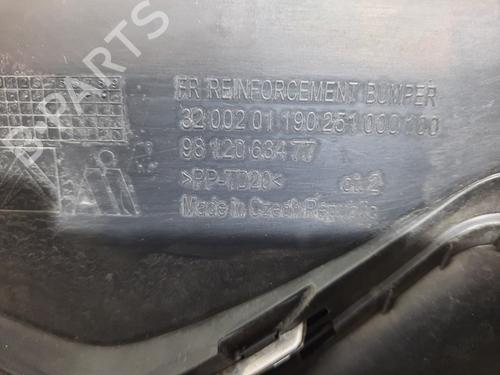 FR REINFORCEMENT BUMPER
32 002 01 190 251 000 100
98 120 634 77
>PP-TD20<
Made in Czech Republic
PARTS